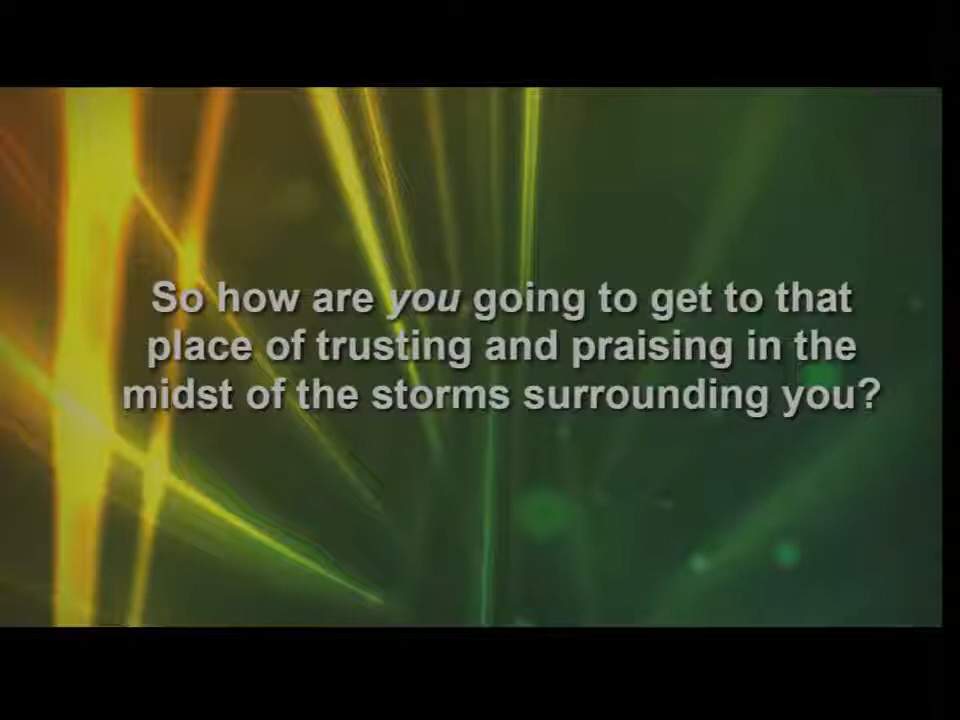 So how are you going to get to that
place of trusting and praising in the
midst of the storms surrounding you?